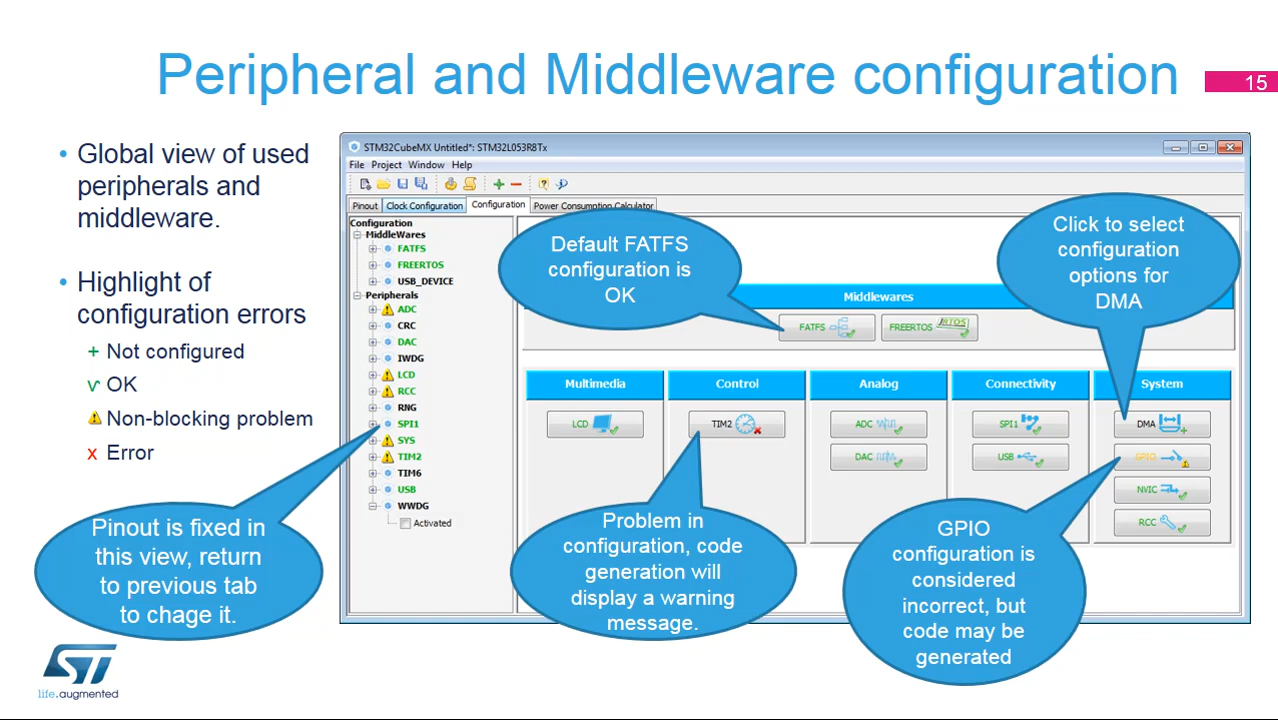 Peripheral and Middleware configuration
15
• Global view of used
peripherals and
middleware.
• Highlight of
configuration errors
+ Not configured
OK
Non-blocking problem
x Error
STM32CubeMX Untitled*: STM32L053R8Tx
File Project Window Help
Pinout Clock Configuration Configuration Power Consumption Calculator
Configuration
MiddleWares
FATFS
FREERTOS
USB_DEVICE
Peripherals
ADC
CRC
DAC
IWDG
LCD
RCC
RNG
SPI1
SYS
TIM2
TIM6
USB
WWDG
Activated
Middlewares
FATFS
FREERTOS RTOS
Multimedia
LCD
Control
TIM2
Analog
ADC
DAC
Connectivity
SPI1
USB
System
DMA
GPIO
NVIC
RCC
Default FATFS
configuration is
OK
Click to select
configuration
options for
DMA
Pinout is fixed in
this view, return
to previous tab
to chage it.
Problem in
configuration, code
generation will
display a warning
message.
GPIO
configuration is
considered
incorrect, but
code may be
generated
ST
life.augmented